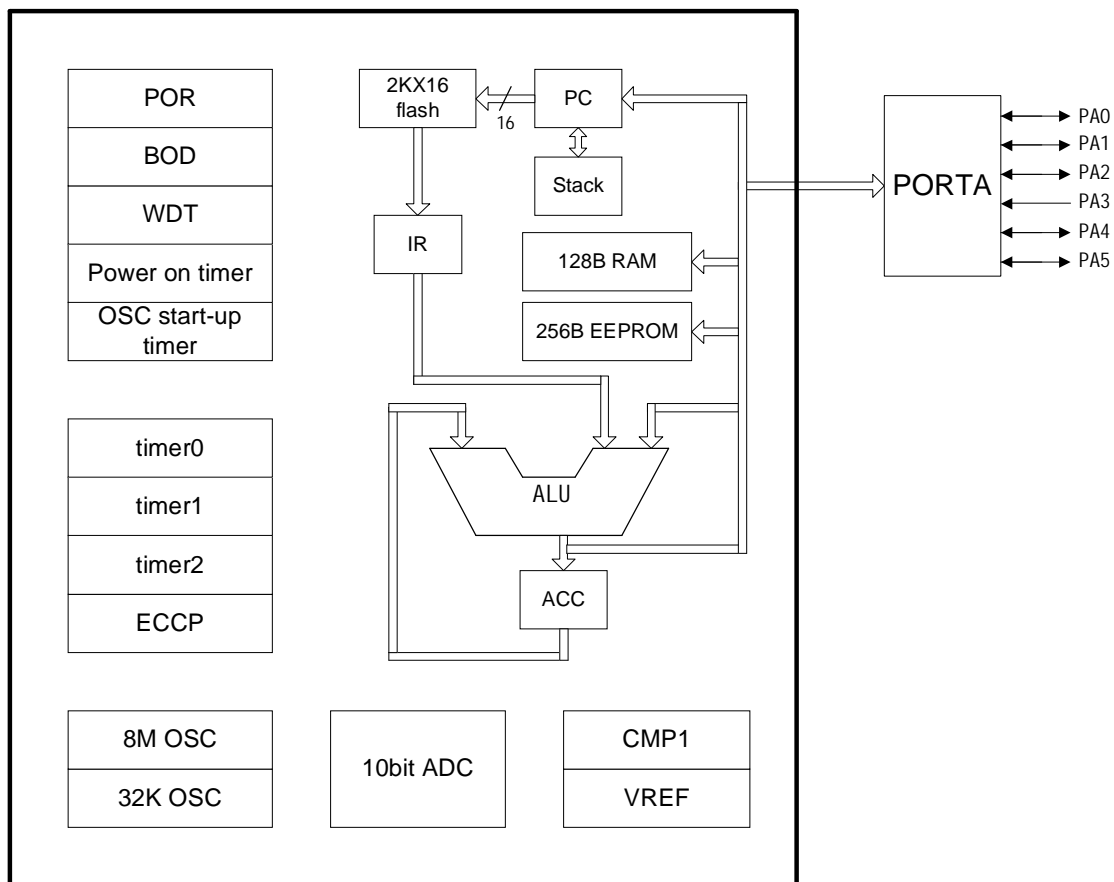 POR
BOD
WDT
Power on timer
OSC start-up
timer
timer0
timer1
timer2
ECCP
8M OSC
32K OSC
2KX16
flash
16
PC
Stack
IR
128B RAM
256B EEPROM
ALU
ACC
10bit ADC
CMP1
VREF
PORTA
PA0
PA1
PA2
PA3
PA4
PA5